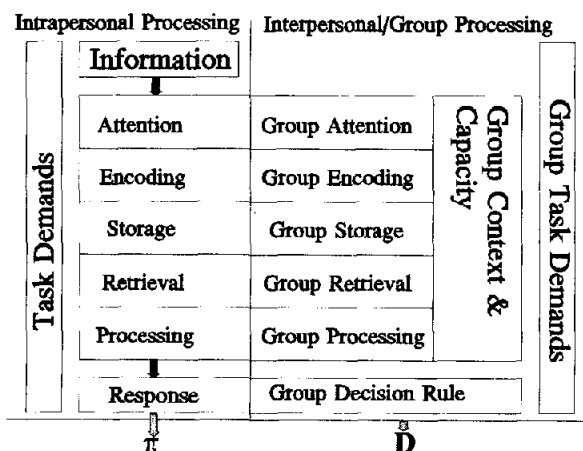 Intrapersonal Processing Interpersonal/Group Processing
Information
Attention Group Attention
Encoding Group Encoding
Storage Group Storage
Retrieval Group Retrieval
Processing Group Processing
Response Group Decision Rule
Task Demands
Group Context &
Capacity
Group Task Demands
π D